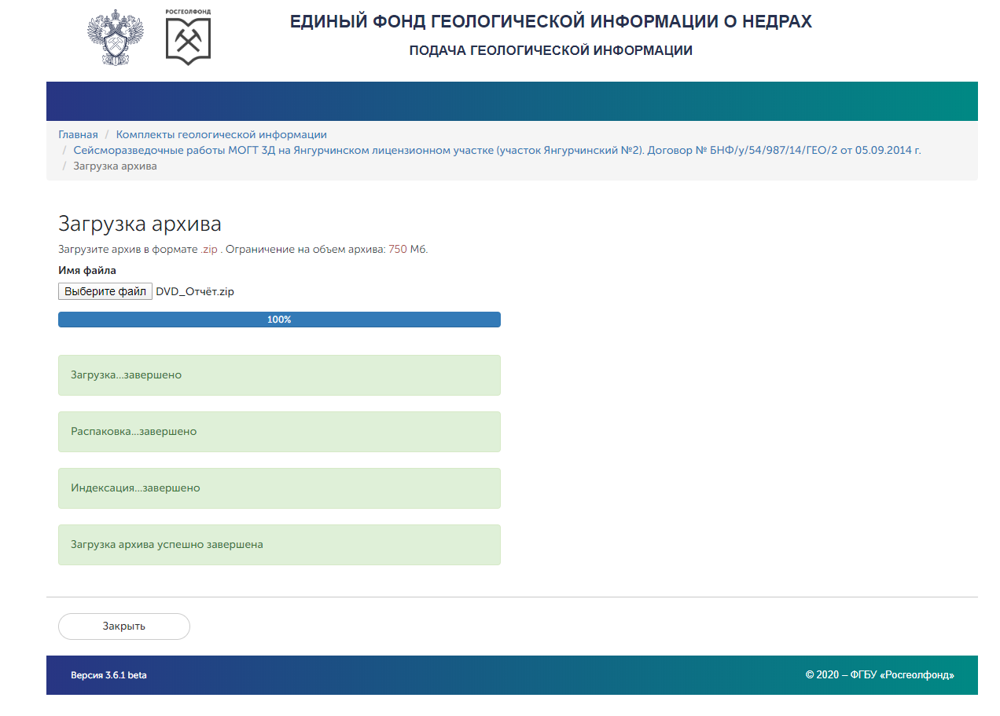 РОСГЕОЛФОНД
ЕДИНЫЙ ФОНД ГЕОЛОГИЧЕСКОЙ ИНФОРМАЦИИ О НЕДРАХ
ПОДАЧА ГЕОЛОГИЧЕСКОЙ ИНФОРМАЦИИ
Главная / Комплекты геологической информации
/ Сейсморазведочные работы МОГТ 3Д на Янгурчинском лицензионном участке (участок Янгурчинский №2). Договор № БНФ/у/54/987/14/ГЕО/2 от 05.09.2014 г.
/ Загрузка архива
Загрузка архива
Загрузите архив в формате .zip . Ограничение на объем архива: 750 Мб.
Имя файла
Выберите файл DVD_Отчёт.zip
100%
Загрузка...завершено
Распаковка...завершено
Индексация...завершено
Загрузка архива успешно завершена
Закрыть
Версия 3.6.1 beta
© 2020 – ФГБУ «Росгеолфонд»